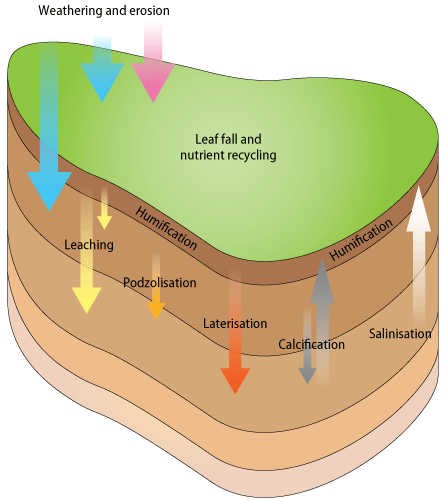 Weathering and erosion
Leaf fall and
nutrient recycling
Humification
Humification
Leaching
Podzolisation
Laterisation
Calcification
Salinisation